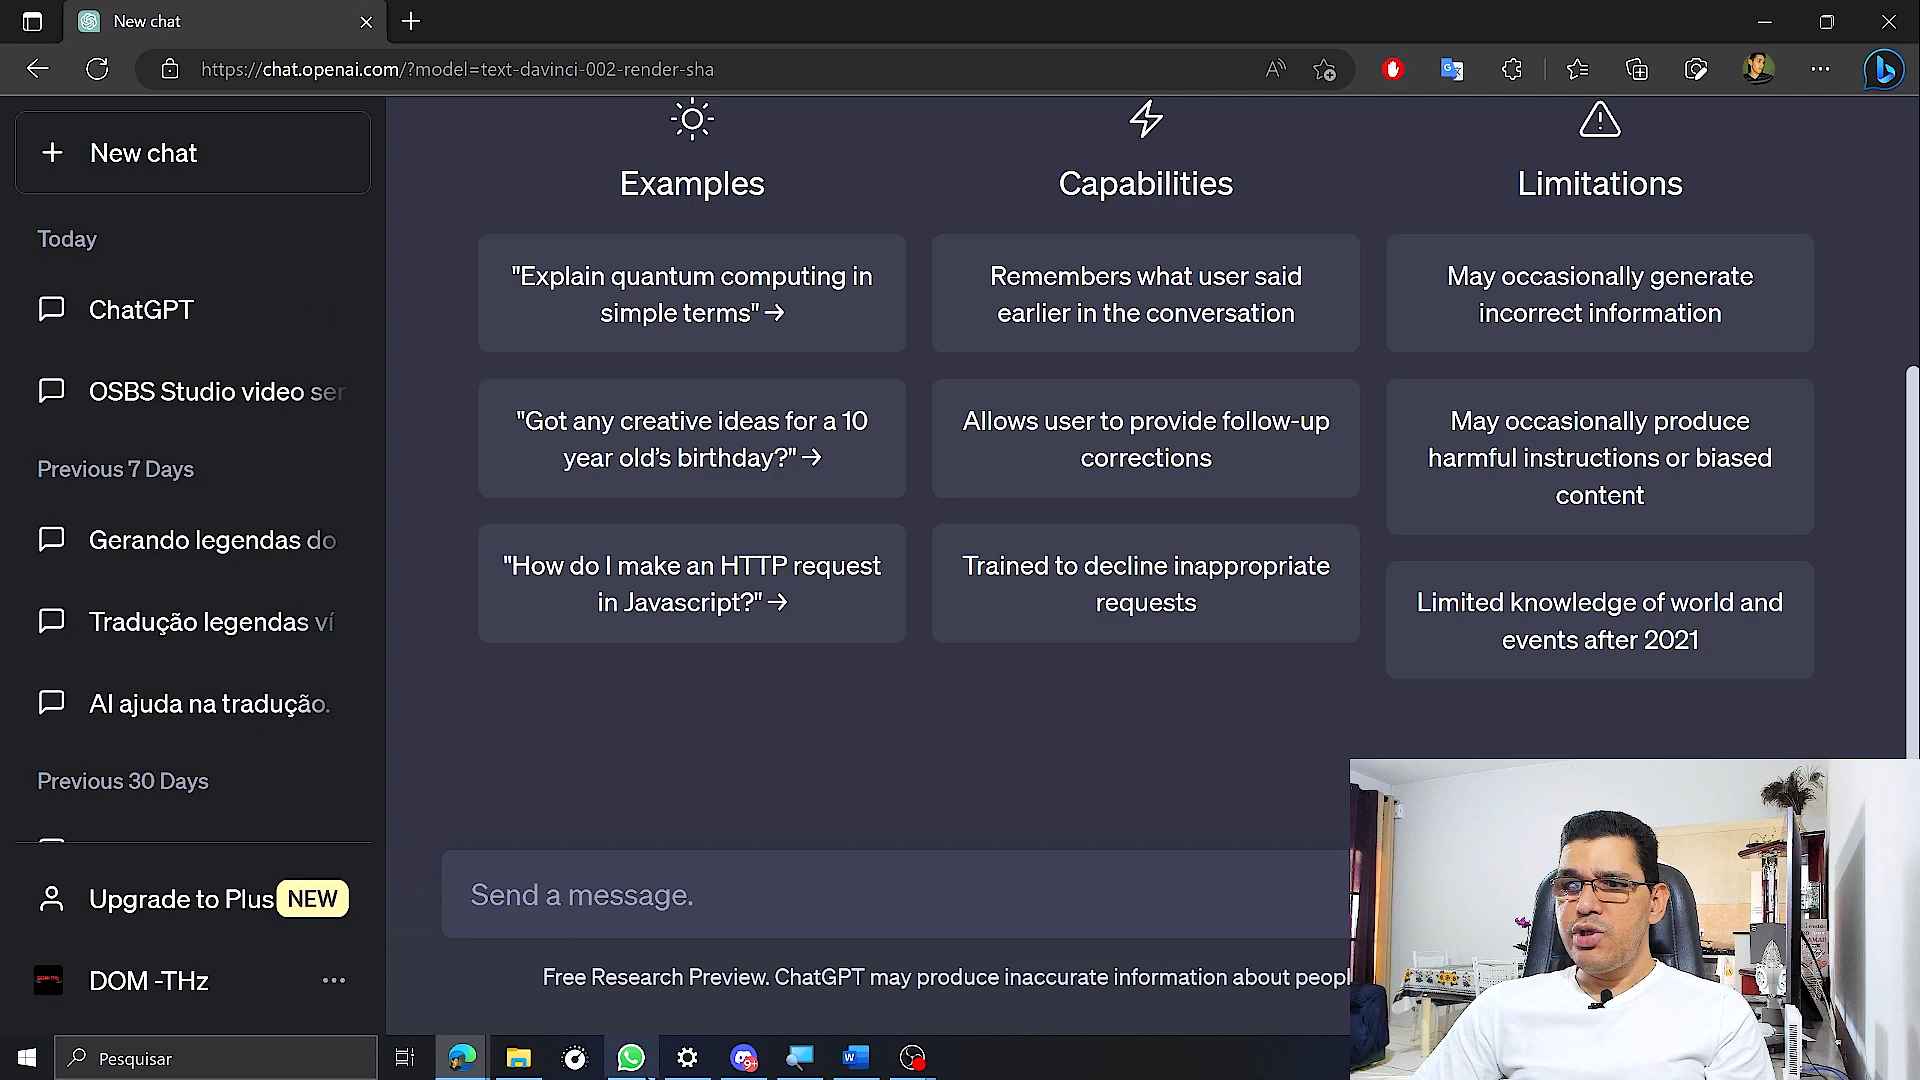 New chat
https://chat.openai.com/?model=text-davinci-002-render-sha
New chat
Today
ChatGPT
OSBS Studio video ser
Previous 7 Days
Gerando legendas do
Tradução legendas ví
AI ajuda na tradução.
Previous 30 Days
Upgrade to Plus NEW
DOM -THz
Examples
"Explain quantum computing in
simple terms" →
"Got any creative ideas for a 10
year old’s birthday?" →
"How do I make an HTTP request
in Javascript?" →
Capabilities
Remembers what user said
earlier in the conversation
Allows user to provide follow-up
corrections
Trained to decline inappropriate
requests
Limitations
May occasionally generate
incorrect information
May occasionally produce
harmful instructions or biased
content
Limited knowledge of world and
events after 2021
Send a message.
Free Research Preview. ChatGPT may produce inaccurate information about peopl
Pesquisar
9+